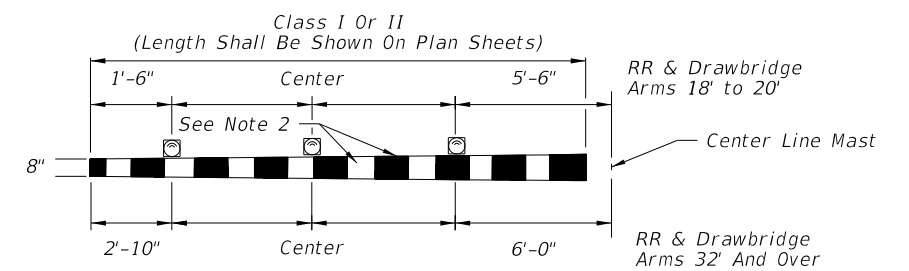 Class I Or II
(Length Shall Be Shown On Plan Sheets)
1'-6" Center 5'-6"
RR & Drawbridge
Arms 18' to 20'
See Note 2
Center Line Mast
8"
2'-10" Center 6'-0"
RR & Drawbridge
Arms 32' And Over